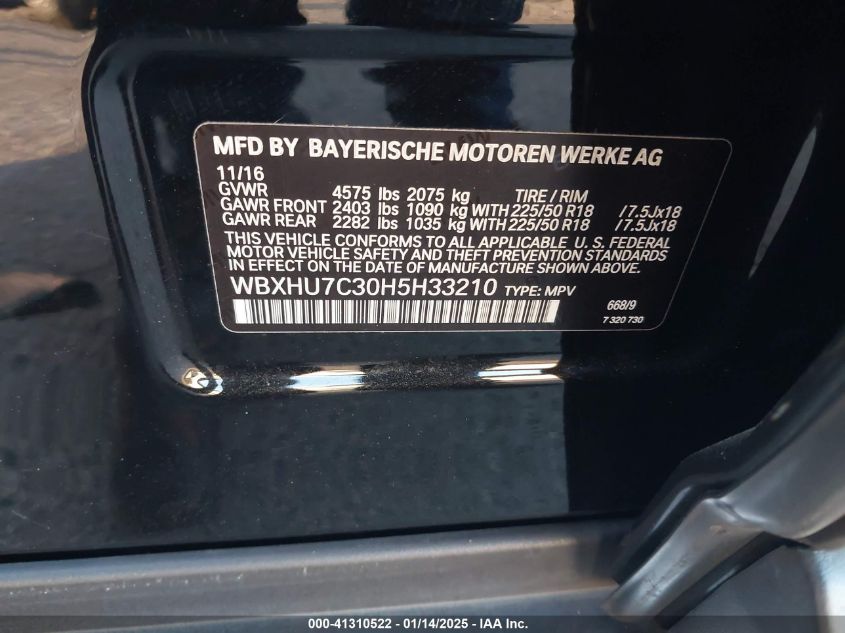 MFD BY BAYERISCHE MOTOREN WERKE AG
11/16
GVWR 4575 lbs 2075 kg TIRE / RIM
GAWR FRONT 2403 lbs 1090 kg WITH 225/50 R18 / 7.5Jx18
GAWR REAR 2282 lbs 1035 kg WITH 225/50 R18 / 7.5Jx18
THIS VEHICLE CONFORMS TO ALL APPLICABLE U. S. FEDERAL
MOTOR VEHICLE SAFETY AND THEFT PREVENTION STANDARDS
IN EFFECT ON THE DATE OF MANUFACTURE SHOWN ABOVE.
WBXHU7C30H5H33210 TYPE: MPV
668/9
7 320 730
000-41310522 - 01/14/2025 - IAA Inc.